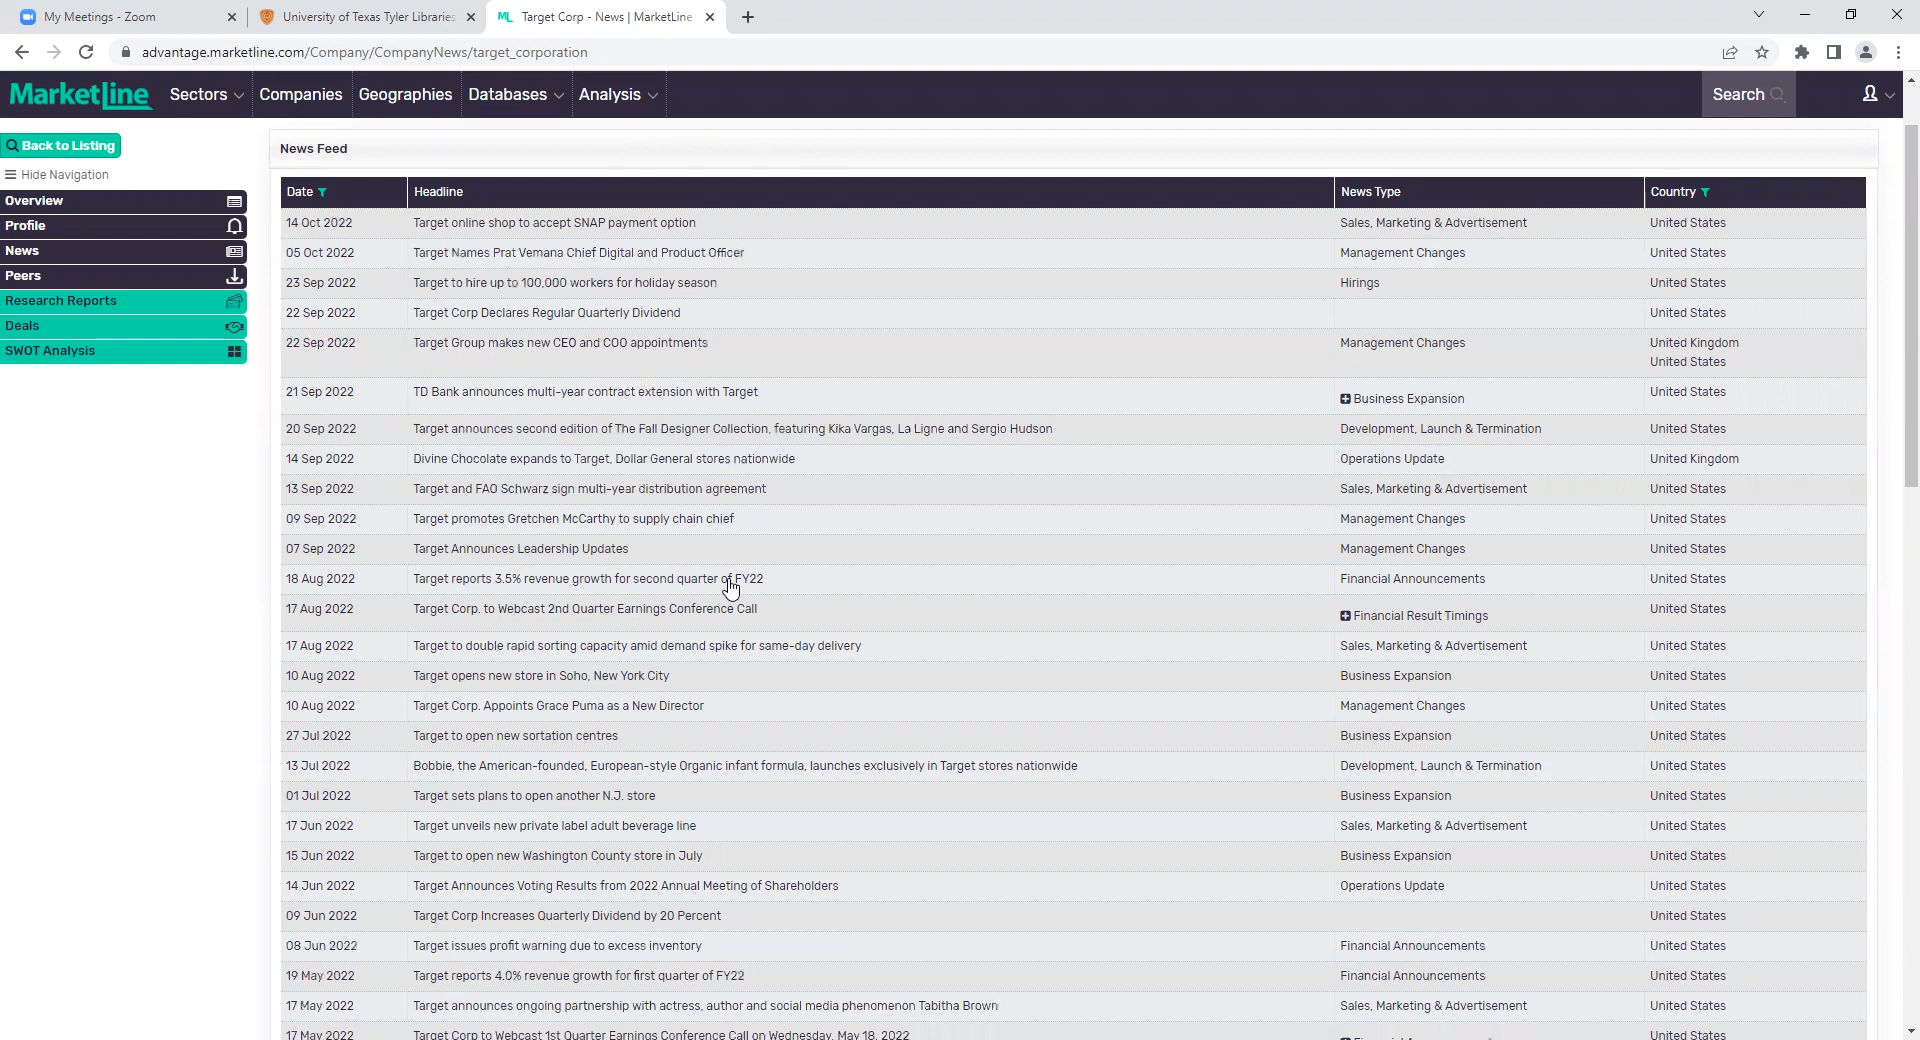 My Meetings - Zoom
University of Texas Tyler Libraries
ML Target Corp - News | MarketLine
advantage.marketline.com/Company/CompanyNews/target_corporation
MarketLine Sectors Companies Geographies Databases Analysis Search
Back to Listing
Hide Navigation
Overview
Profile
News
Peers
Research Reports
Deals
SWOT Analysis
News Feed
Date Headline News Type Country
14 Oct 2022 Target online shop to accept SNAP payment option Sales, Marketing & Advertisement United States
05 Oct 2022 Target Names Prat Vemana Chief Digital and Product Officer Management Changes United States
23 Sep 2022 Target to hire up to 100,000 workers for holiday season Hirings United States
22 Sep 2022 Target Corp Declares Regular Quarterly Dividend United States
22 Sep 2022 Target Group makes new CEO and COO appointments Management Changes United Kingdom
United States
21 Sep 2022 TD Bank announces multi-year contract extension with Target Business Expansion United States
20 Sep 2022 Target announces second edition of The Fall Designer Collection, featuring Kika Vargas, La Ligne and Sergio Hudson Development, Launch & Termination United States
14 Sep 2022 Divine Chocolate expands to Target, Dollar General stores nationwide Operations Update United Kingdom
13 Sep 2022 Target and FAO Schwarz sign multi-year distribution agreement Sales, Marketing & Advertisement United States
09 Sep 2022 Target promotes Gretchen McCarthy to supply chain chief Management Changes United States
07 Sep 2022 Target Announces Leadership Updates Management Changes United States
18 Aug 2022 Target reports 3.5% revenue growth for second quarter of FY22 Financial Announcements United States
17 Aug 2022 Target Corp. to Webcast 2nd Quarter Earnings Conference Call Financial Result Timings United States
17 Aug 2022 Target to double rapid sorting capacity amid demand spike for same-day delivery Sales, Marketing & Advertisement United States
10 Aug 2022 Target opens new store in Soho, New York City Business Expansion United States
10 Aug 2022 Target Corp. Appoints Grace Puma as a New Director Management Changes United States
27 Jul 2022 Target to open new sortation centres Business Expansion United States
13 Jul 2022 Bobbie, the American-founded, European-style Organic infant formula, launches exclusively in Target stores nationwide Development, Launch & Termination United States
01 Jul 2022 Target sets plans to open another N.J. store Business Expansion United States
17 Jun 2022 Target unveils new private label adult beverage line Sales, Marketing & Advertisement United States
15 Jun 2022 Target to open new Washington County store in July Business Expansion United States
14 Jun 2022 Target Announces Voting Results from 2022 Annual Meeting of Shareholders Operations Update United States
09 Jun 2022 Target Corp Increases Quarterly Dividend by 20 Percent United States
08 Jun 2022 Target issues profit warning due to excess inventory Financial Announcements United States
19 May 2022 Target reports 4.0% revenue growth for first quarter of FY22 Financial Announcements United States
17 May 2022 Target announces ongoing partnership with actress, author and social media phenomenon Tabitha Brown Sales, Marketing & Advertisement United States
17 May 2022 Target Corp to Webcast 1st Quarter Earnings Conference Call on Wednesday, May 18, 2022 United States